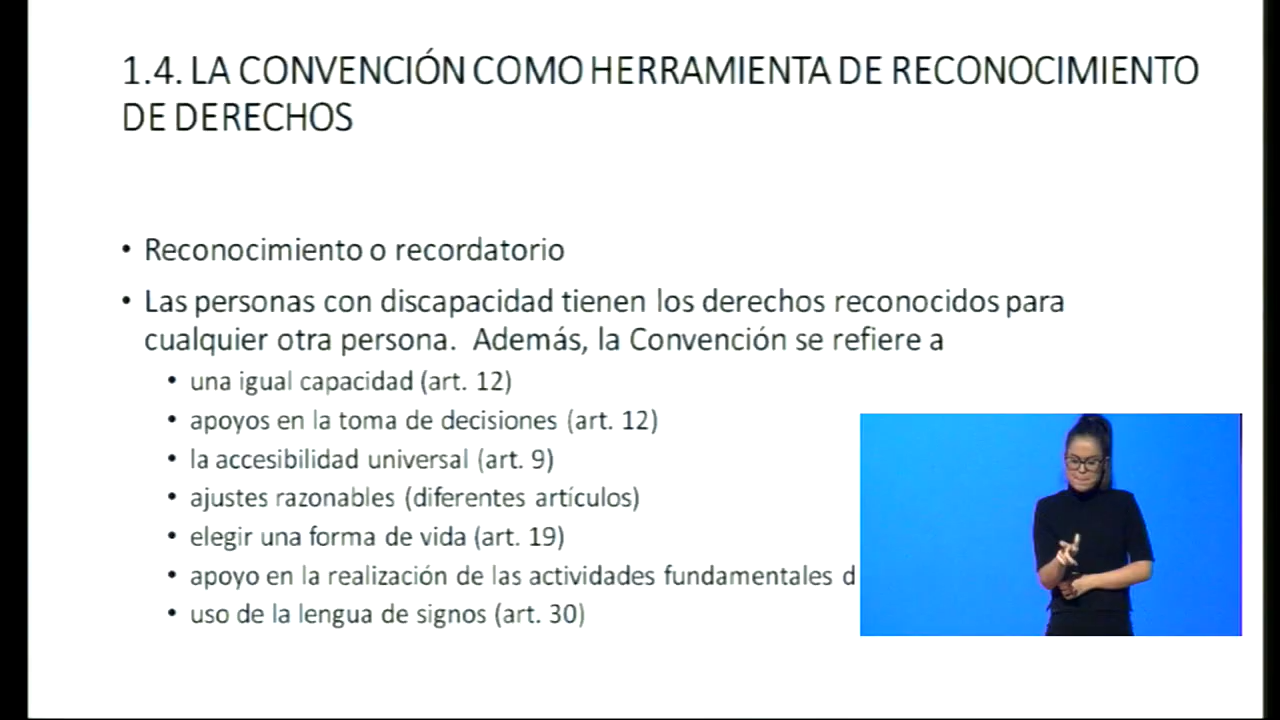 1.4. LA CONVENCIÓN COMO HERRAMIENTA DE RECONOCIMIENTO
DE DERECHOS
• Reconocimiento o recordatorio
• Las personas con discapacidad tienen los derechos reconocidos para
cualquier otra persona. Además, la Convención se refiere a
• una igual capacidad (art. 12)
• apoyos en la toma de decisiones (art. 12)
• la accesibilidad universal (art. 9)
• ajustes razonables (diferentes artículos)
• elegir una forma de vida (art. 19)
• apoyo en la realización de las actividades fundamentales d
• uso de la lengua de signos (art. 30)